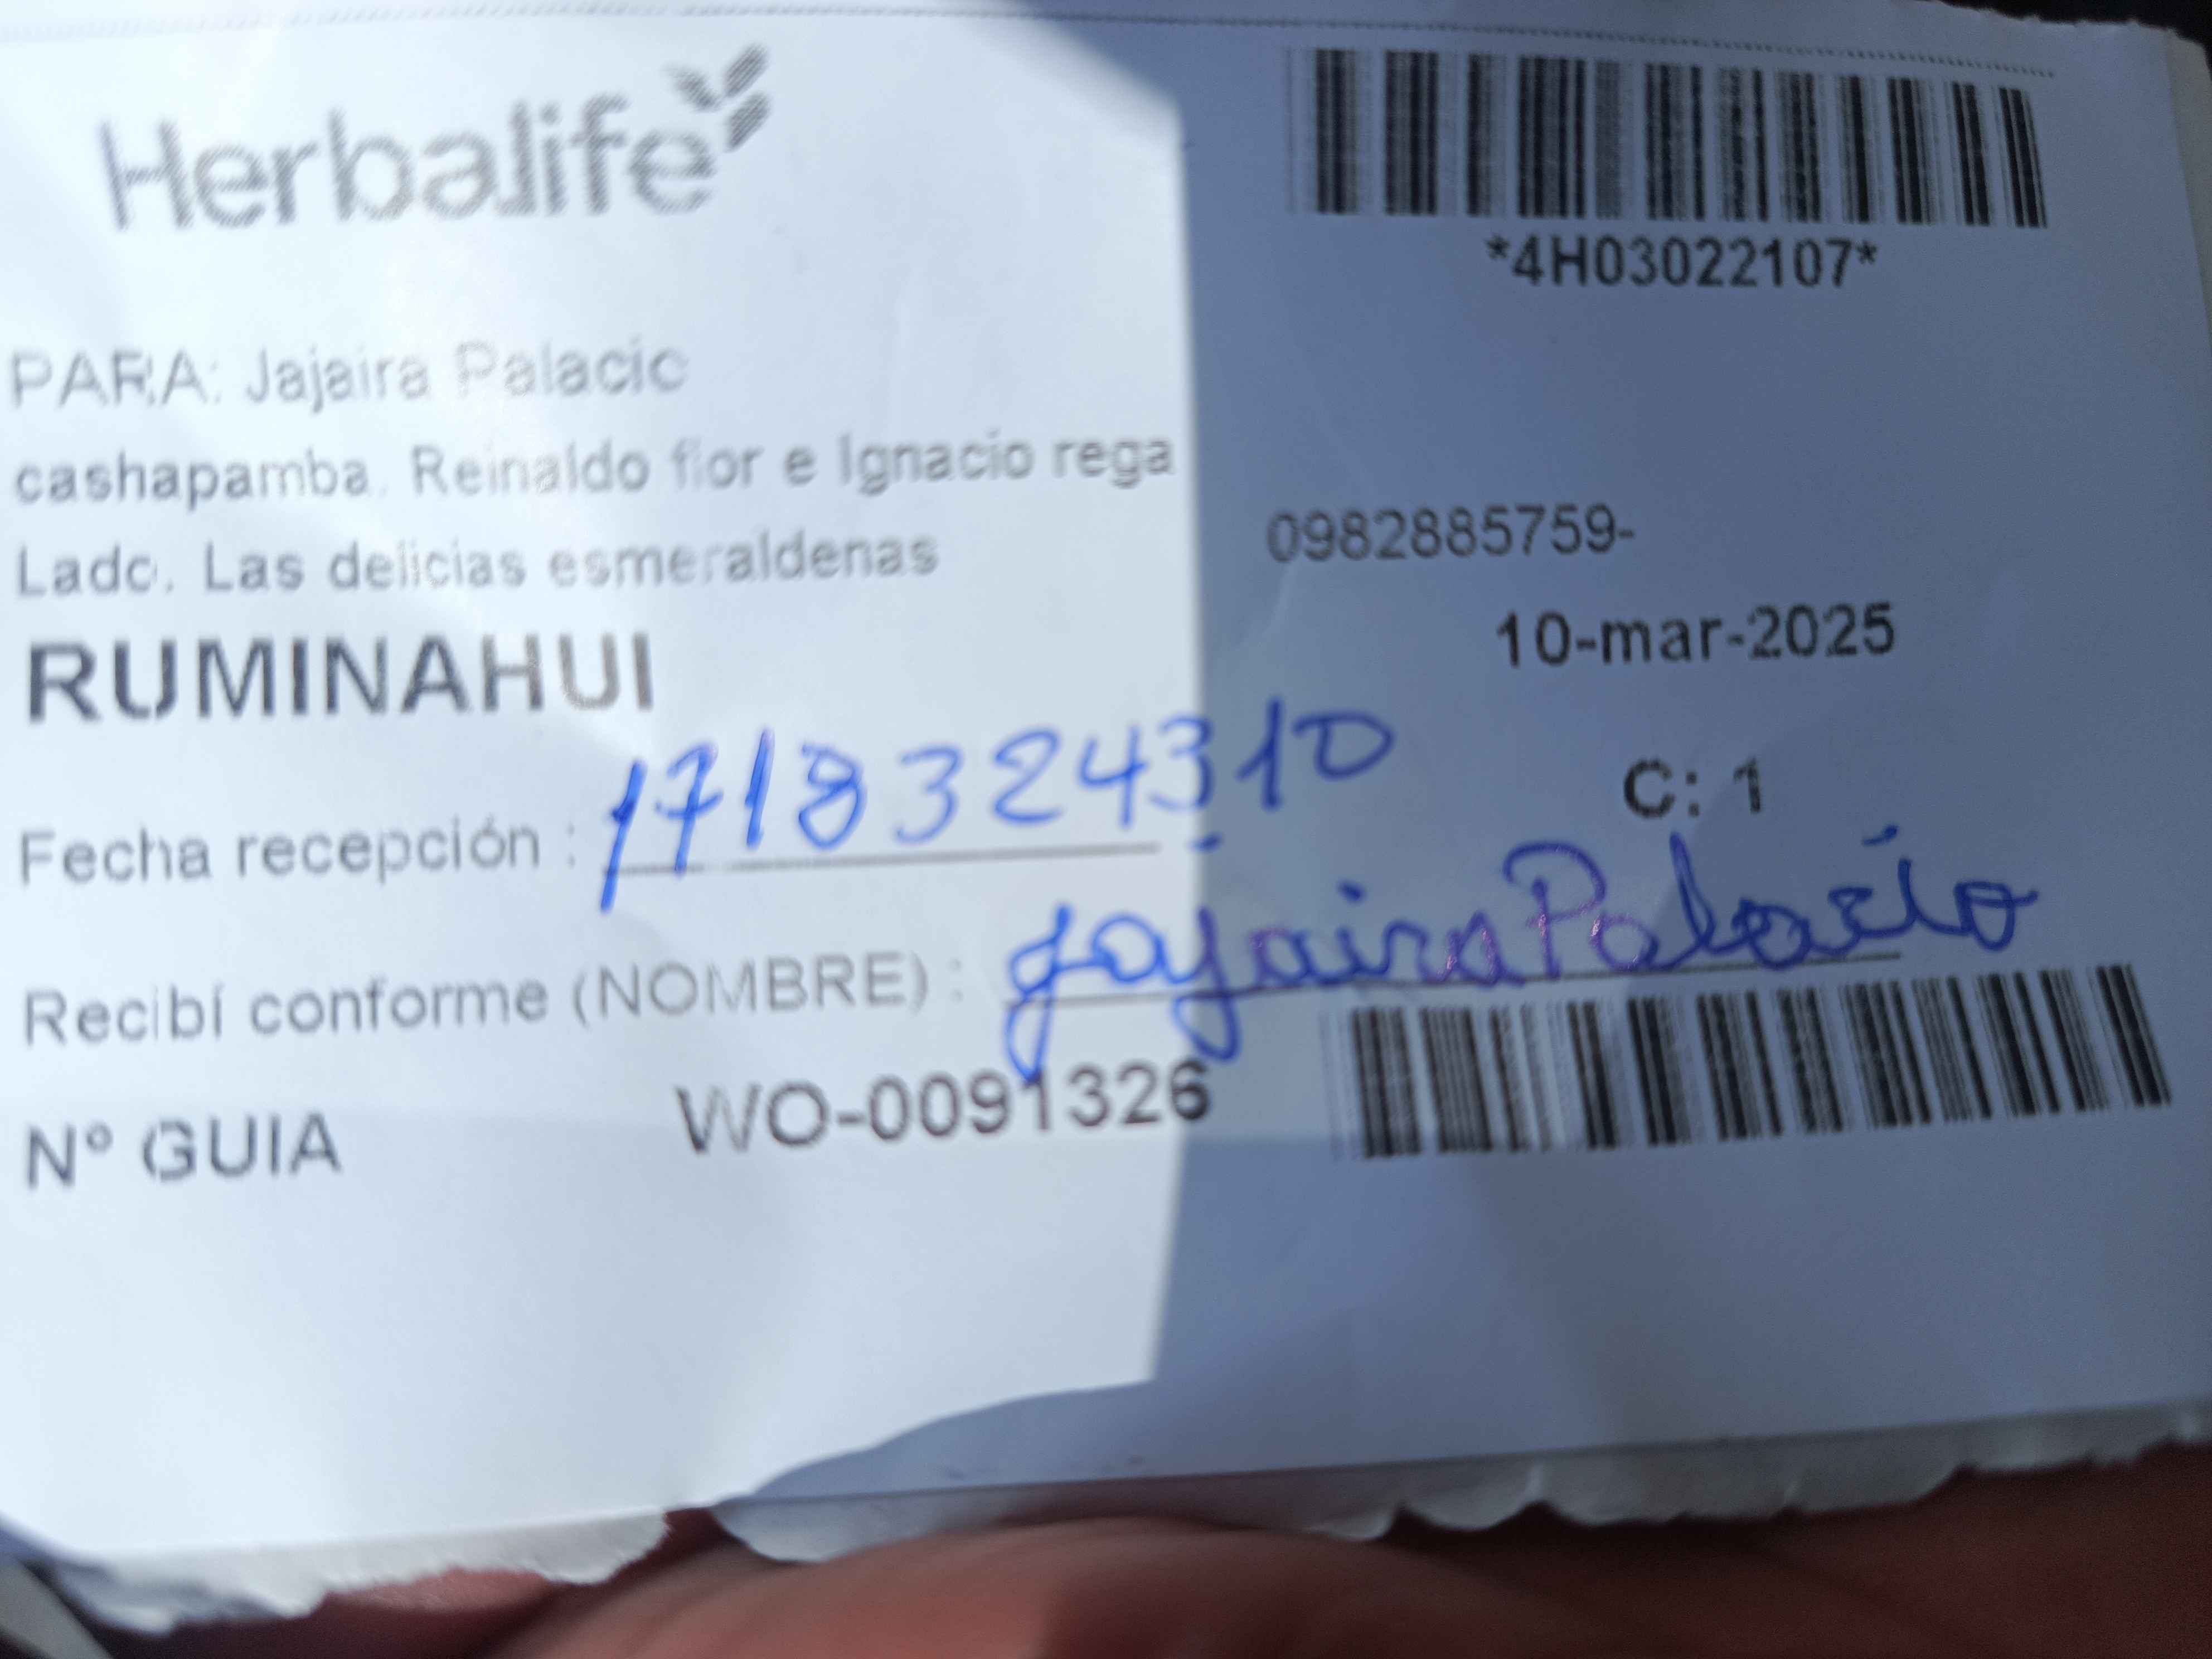 Herbalife
*4H03022107*
PARA: Jajaira Palacio
cashapamba. Reinaldo flor e Ignacio rega
Lado. Las delicias esmeraldenas
0982885759-
RUMINAHUI
10-mar-2025
C: 1
Fecha recepción : 1718324310
Recibí conforme (NOMBRE) : Jajaira Palacio
Nº GUIA WO-0091326